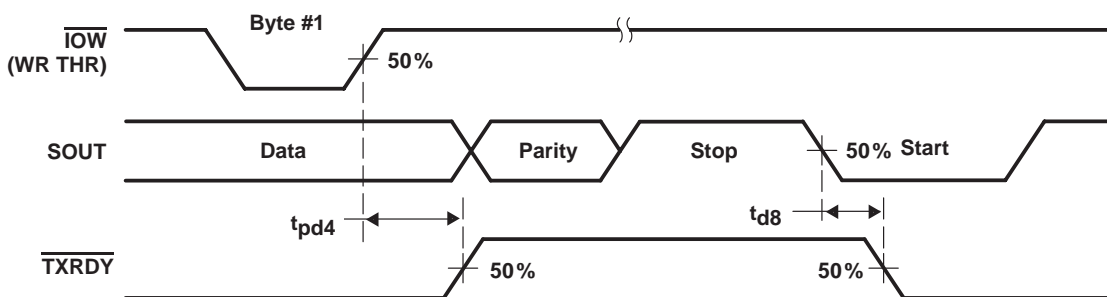 Byte #1
IOW
(WR THR)
50%
SOUT
Data
Parity
Stop
50%
Start
tpd4
td8
TXRDY
50%
50%